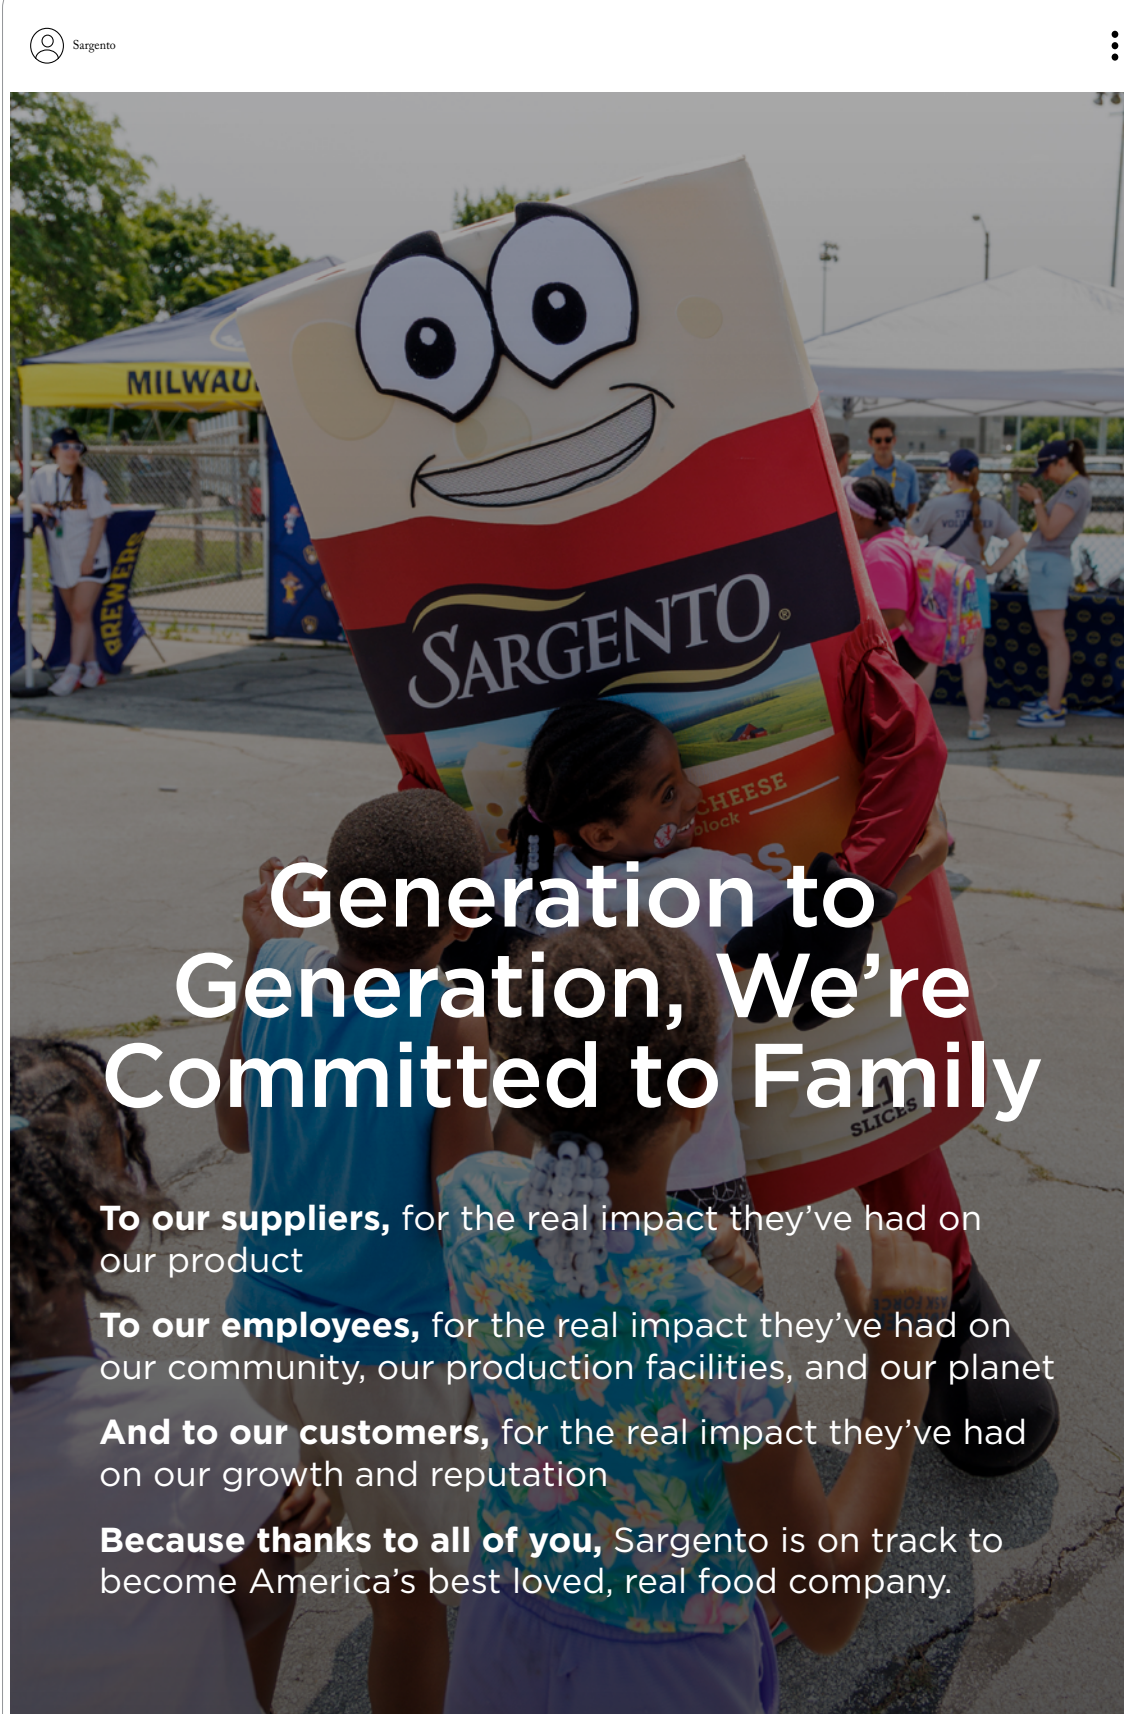 Sargento
MILWAU
BREWERS
STAFF
VOLUNTEER
SARGENTO®
CHEESE
block
Generation to
Generation, We’re
Committed to Family
21
SLICES
To our suppliers, for the real impact they’ve had on
our product
To our employees, for the real impact they’ve had on
our community, our production facilities, and our planet
And to our customers, for the real impact they’ve had
on our growth and reputation
Because thanks to all of you, Sargento is on track to
become America’s best loved, real food company.